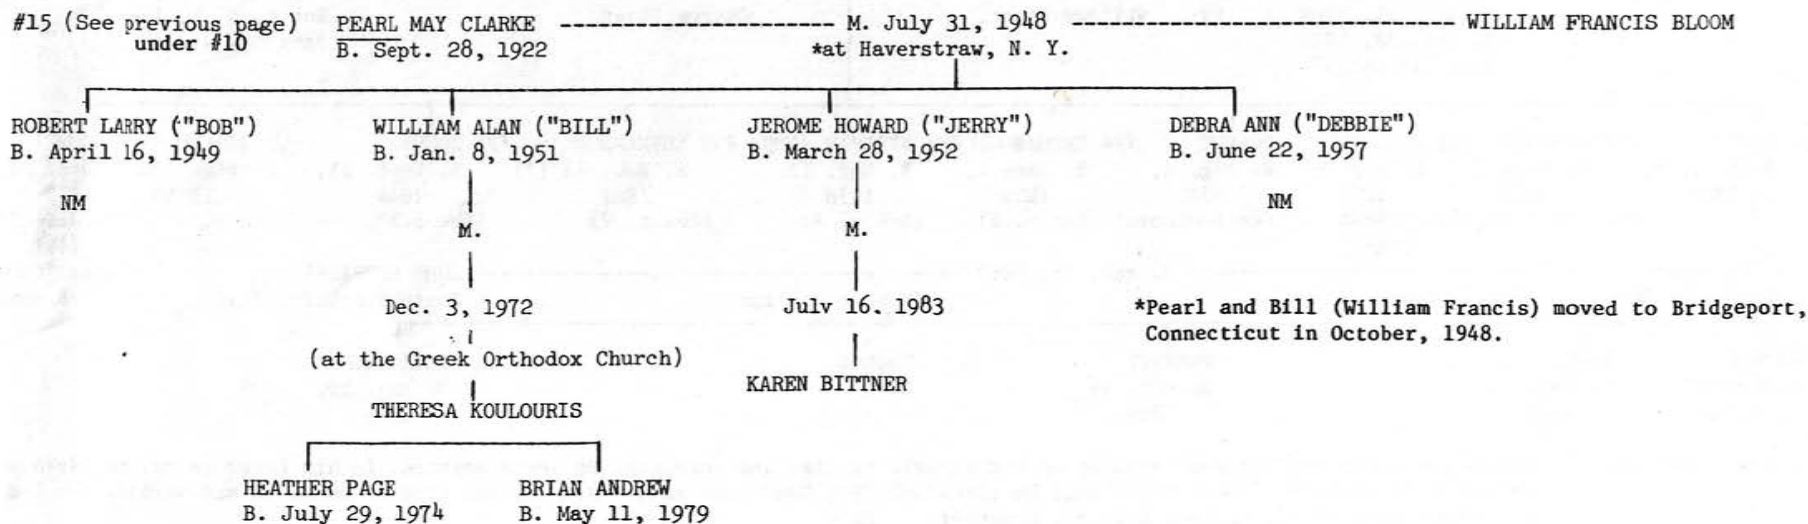 #15 (See previous page) PEARL MAY CLARKE M. July 31, 1948 WILLIAM FRANCIS BLOOM
under #10 B. Sept. 28, 1922 *at Haverstraw, N. Y.
ROBERT LARRY ("BOB") WILLIAM ALAN ("BILL") JEROME HOWARD ("JERRY") DEBRA ANN ("DEBBIE")
B. April 16, 1949 B. Jan. 8, 1951 B. March 28, 1952 B. June 22, 1957
NM NM
M. M.
Dec. 3, 1972 July 16. 1983 *Pearl and Bill (William Francis) moved to Bridgeport,
Connecticut in October, 1948.
(at the Greek Orthodox Church)
KAREN BITTNER
THERESA KOULOURIS
HEATHER PAGE BRIAN ANDREW
B. July 29, 1974 B. May 11, 1979